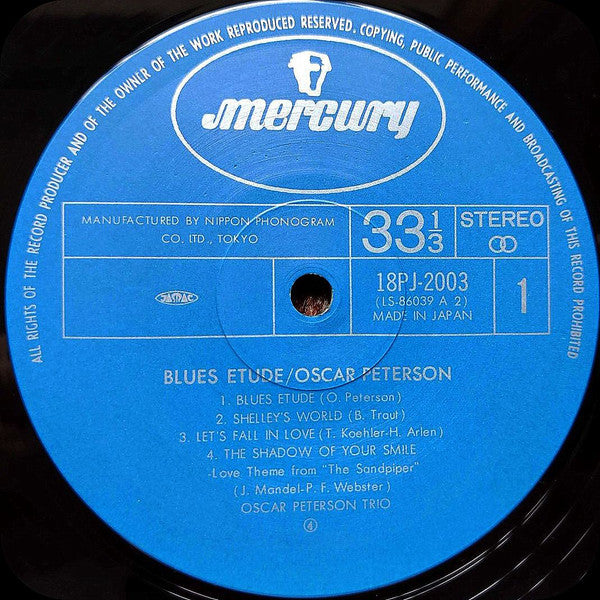 ALL RIGHTS OF THE RECORD PRODUCER AND OF THE OWNER OF THE WORK REPRODUCED RESERVED. COPYING, PUBLIC PERFORMANCE AND BROADCASTING OF THIS RECORD PROHIBITED
mercury
MANUFACTURED BY NIPPON PHONOGRAM
CO. LTD., TOKYO
33 1/3
STEREO
JASRAC
18PJ-2003
(LS-86039 A 2)
MADE IN JAPAN
1
BLUES ETUDE/OSCAR PETERSON
1. BLUES ETUDE (O. Peterson)
2. SHELLEY'S WORLD (B. Traut)
3. LET'S FALL IN LOVE (T. Koehler-H. Arlen)
4. THE SHADOW OF YOUR SMILE
-Love Theme from "The Sandpiper"
(J. Mandel-P. F. Webster)
OSCAR PETERSON TRIO
④